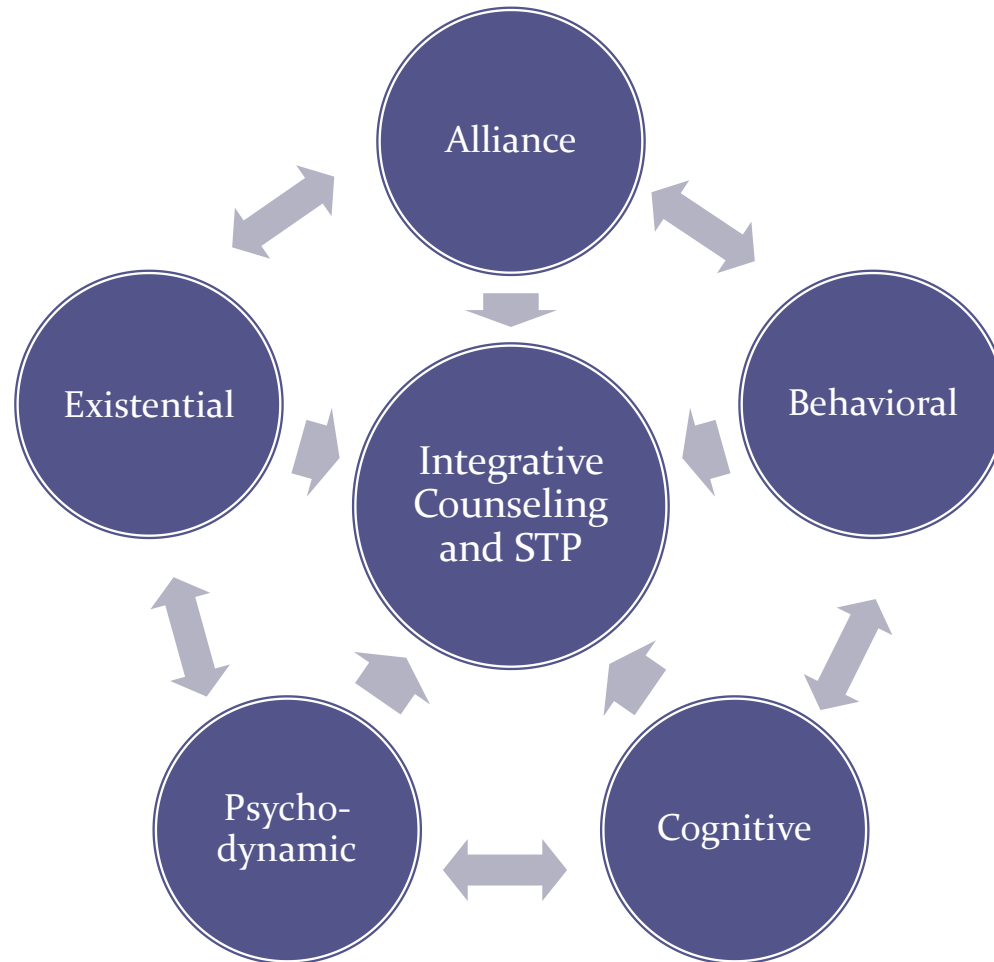 Alliance
Existential
Behavioral
Integrative
Counseling
and STP
Psycho-
dynamic
Cognitive